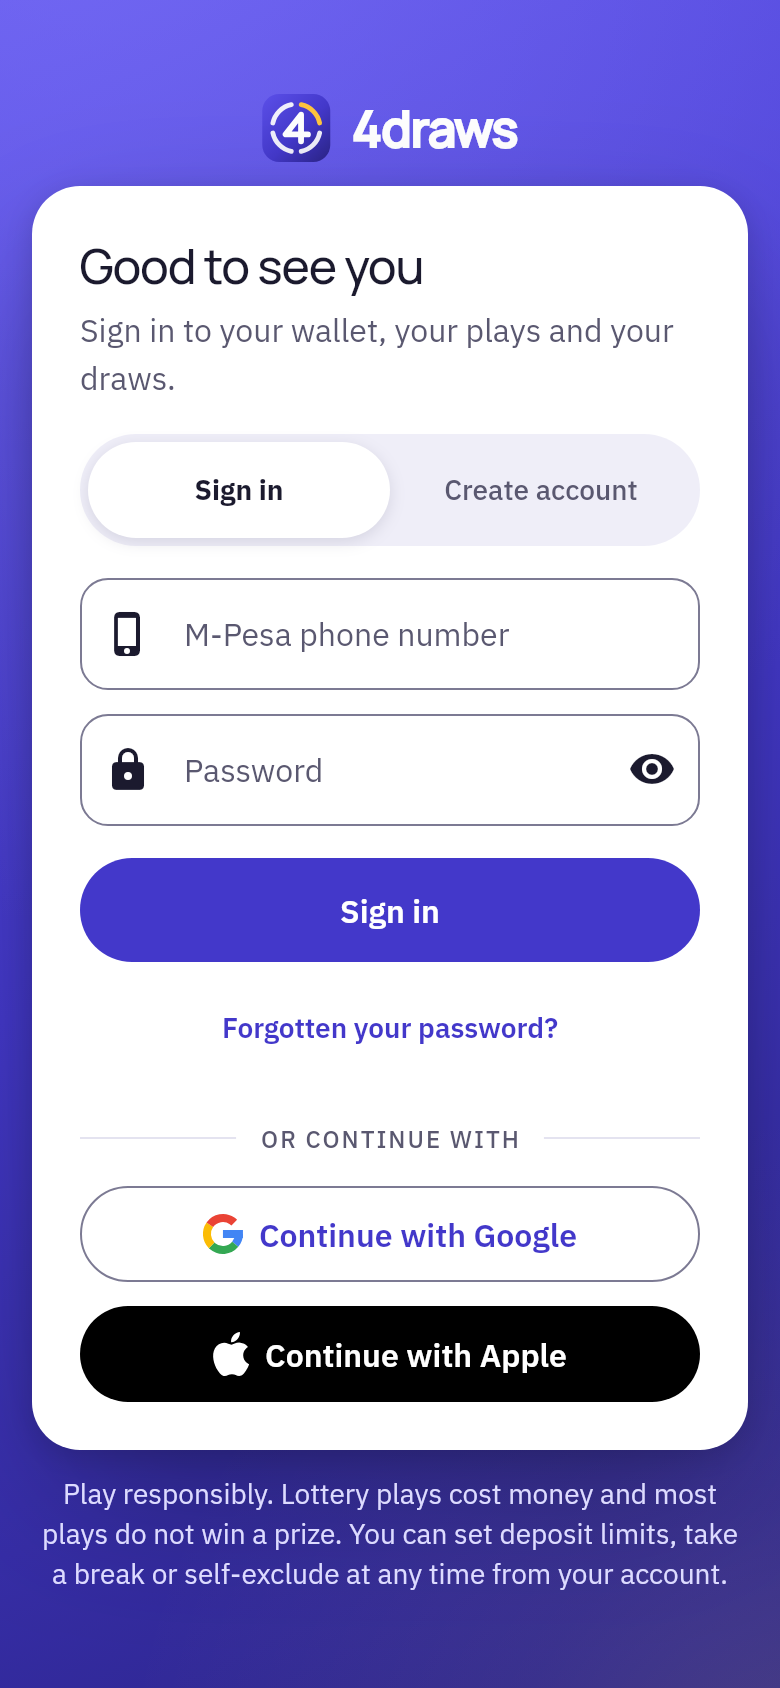 4 4draws
Good to see you
Sign in to your wallet, your plays and your
draws.
Sign in Create account
M-Pesa phone number
Password
Sign in
Forgotten your password?
OR CONTINUE WITH
Continue with Google
Continue with Apple
Play responsibly. Lottery plays cost money and most
plays do not win a prize. You can set deposit limits, take
a break or self-exclude at any time from your account.